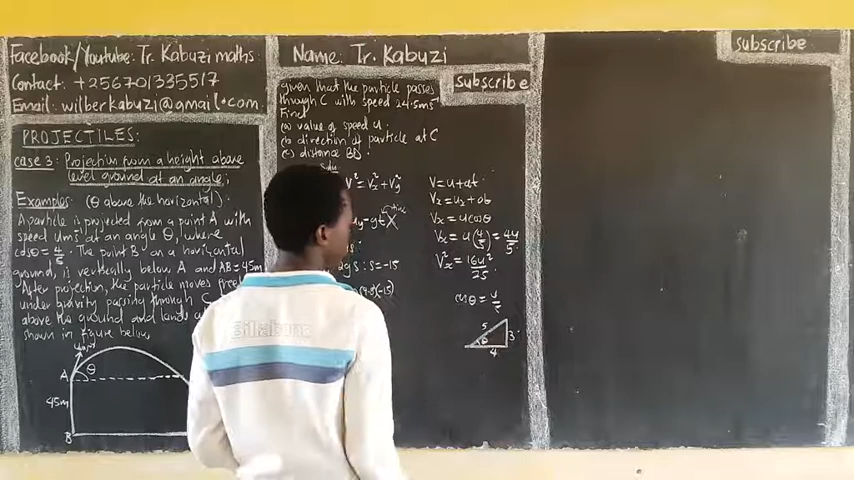 Facebook/Youtube: Tr. Kabuzi maths.
Contact: +256701335517
Email: wilberkabuzi@gmail.com
PROJECTILES:
case 3: Projection from a height above
level ground at an angle;
Examples: (θ above the horizontal).
A particle is projected from a point A with
speed ums⁻¹ at an angle θ, where
cosθ = 4/5. The point B on a horizontal
ground, is vertically below A and AB = 45m
After projection, the particle moves
under gravity passing through C
above the ground and lands
shown in figure below,
θ
A
45m
B
Name: Tr. Kabuzi
Subscribe
given that the particle passes
through C with speed 24.5ms⁻¹
Find
(a) value of speed u.
(b) direction of particle at C
(c) distance BD.
Soln
V² = Vx² + Vy²
-gt X
s = -15
(-15)
V = u + at
Vx = ux + 0t
Vx = ucosθ
Vx = u(4/5) = 4u/5
Vx² = 16u²/25
5
θ
3
4
Subscribe
Billabong